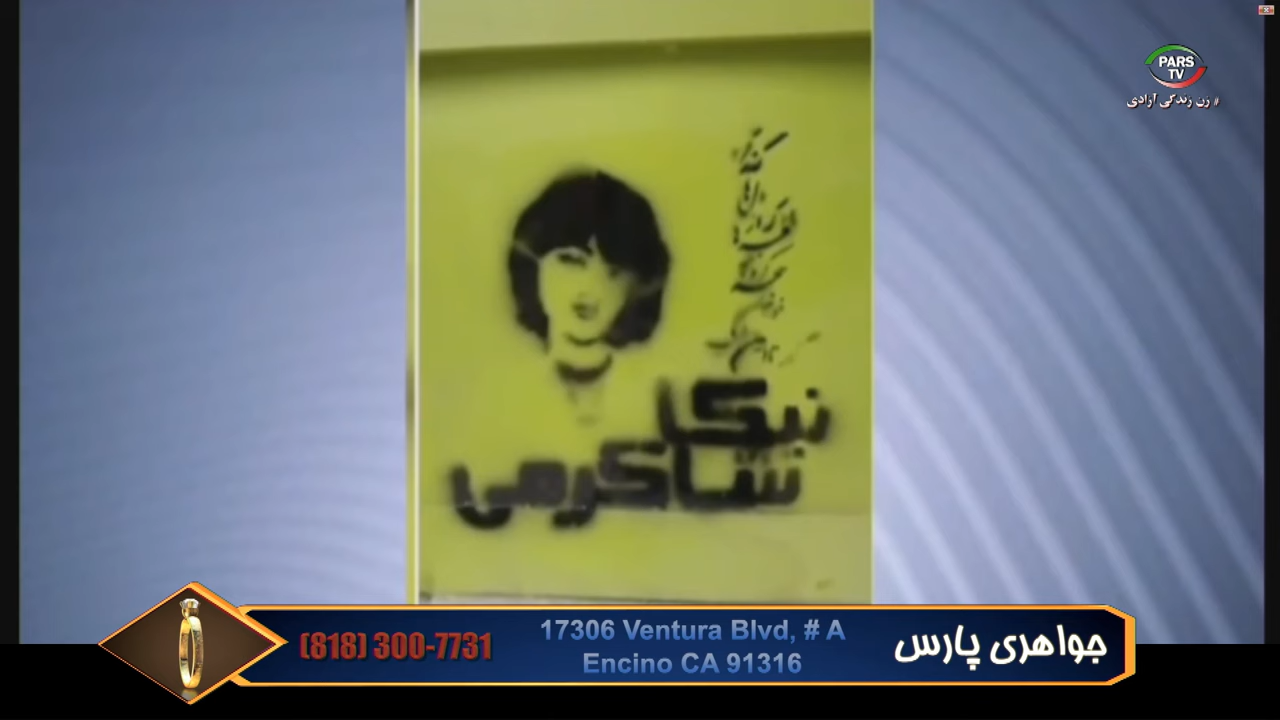 PARS
TV
# زن زندگی آزادی
نیکا
شاکرمی
(818) 300-7731
17306 Ventura Blvd, # A
Encino CA 91316
جواهری پارس